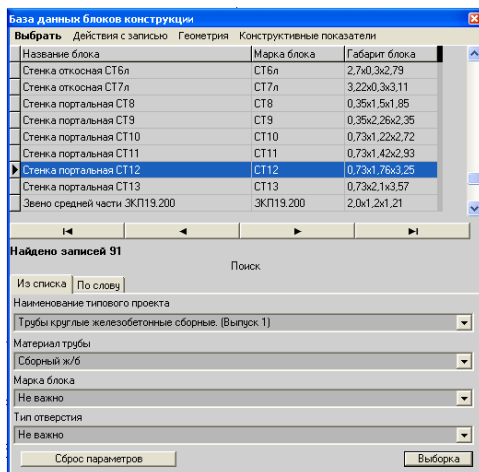 База данных блоков конструкции
Выбрать Действия с записью Геометрия Конструктивные показатели
Название блока Марка блока Габарит блока
Стенка откосная СТ6л СТ6л 2,7х0,3х2,79
Стенка откосная СТ7л СТ7л 3,22х0,3х3,11
Стенка портальная СТ8 СТ8 0,35х1,5х1,85
Стенка портальная СТ9 СТ9 0,35х2,26х2,35
Стенка портальная СТ10 СТ10 0,73х1,22х2,72
Стенка портальная СТ11 СТ11 0,73х1,42х2,93
Стенка портальная СТ12 СТ12 0,73х1,76х3,25
Стенка портальная СТ13 СТ13 0,73х2,1х3,57
Звено средней части ЗКП19.200 ЗКП19.200 2,0х1,2х1,21
Найдено записей 91
Поиск
Из списка По слову
Наименование типового проекта
Трубы круглые железобетонные сборные. (Выпуск 1)
Материал трубы
Сборный ж/б
Марка блока
Не важно
Тип отверстия
Не важно
Сброс параметров Выборка